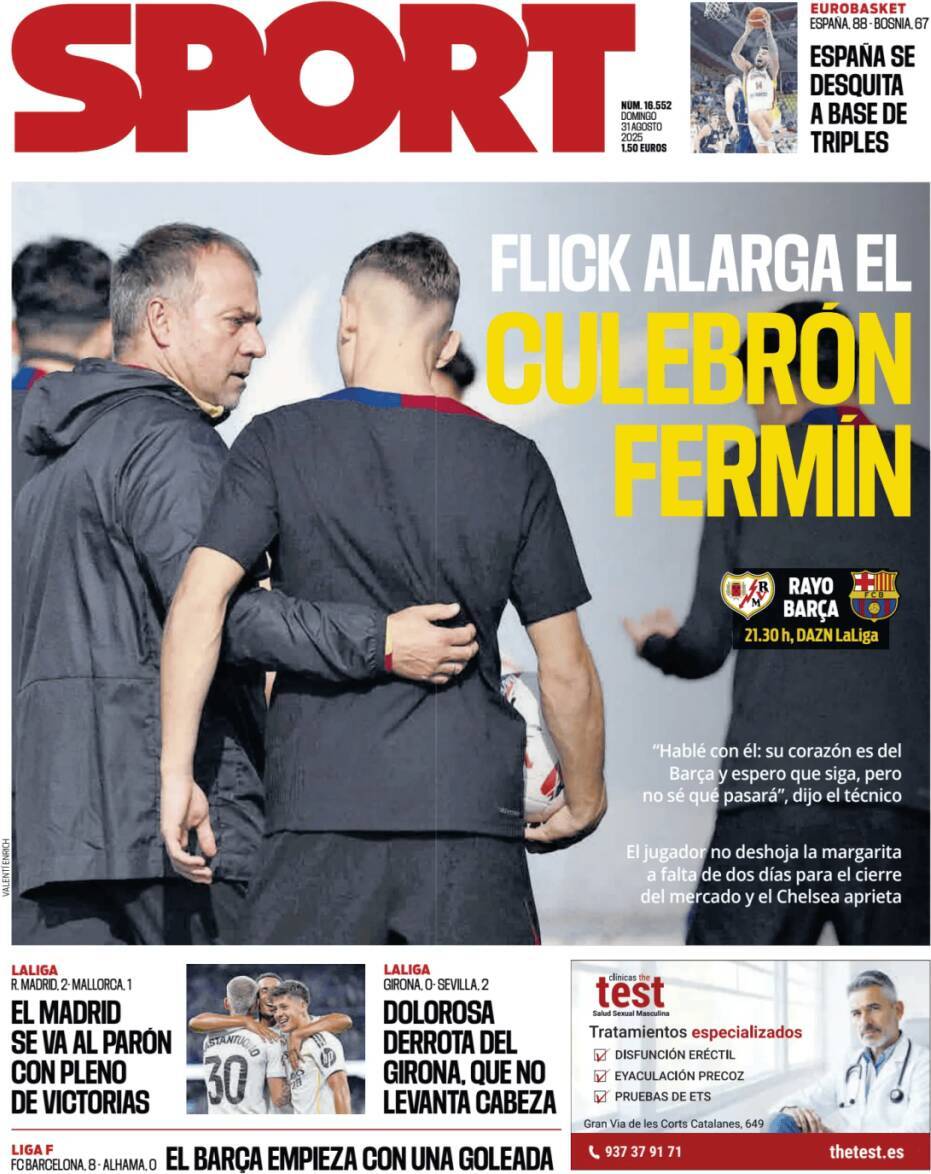 SPORT
NÚM. 16.552
DOMINGO
31 AGOSTO
2025
1,50 EUROS
EUROBASKET
ESPAÑA, 88 - BOSNIA, 67
ESPAÑA SE
DESQUITA
A BASE DE
TRIPLES
14
FLICK ALARGA EL
CULEBRÓN
FERMÍN
RAYO
BARÇA
21.30 h, DAZN LaLiga
“Hablé con él: su corazón es del
Barça y espero que siga, pero
no sé qué pasará”, dijo el técnico
El jugador no deshoja la margarita
a falta de dos días para el cierre
del mercado y el Chelsea aprieta
VALENTÍ ENRICH
LALIGA
R. MADRID, 2- MALLORCA, 1
EL MADRID
SE VA AL PARÓN
CON PLENO
DE VICTORIAS
30
LALIGA
GIRONA, 0- SEVILLA, 2
DOLOROSA
DERROTA DEL
GIRONA, QUE NO
LEVANTA CABEZA
LIGA F
FC BARCELONA, 8 - ALHAMA, 0
EL BARÇA EMPIEZA CON UNA GOLEADA
clínicas the
test
Salud Sexual Masculina
Tratamientos especializados
DISFUNCIÓN ERÉCTIL
EYACULACIÓN PRECOZ
PRUEBAS DE ETS
Gran Via de les Corts Catalanes, 649
937 37 91 71
thetest.es